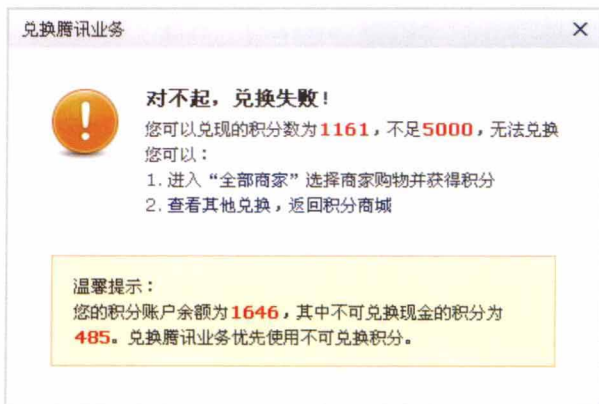 兑换腾讯业务
对不起，兑换失败！
您可以兑现的积分数为1161，不足5000，无法兑换
您可以：
1. 进入“全部商家”选择商家购物并获得积分
2. 查看其他兑换，返回积分商城
温馨提示：
您的积分账户余额为1646，其中不可兑换现金的积分为
485。兑换腾讯业务优先使用不可兑换积分。